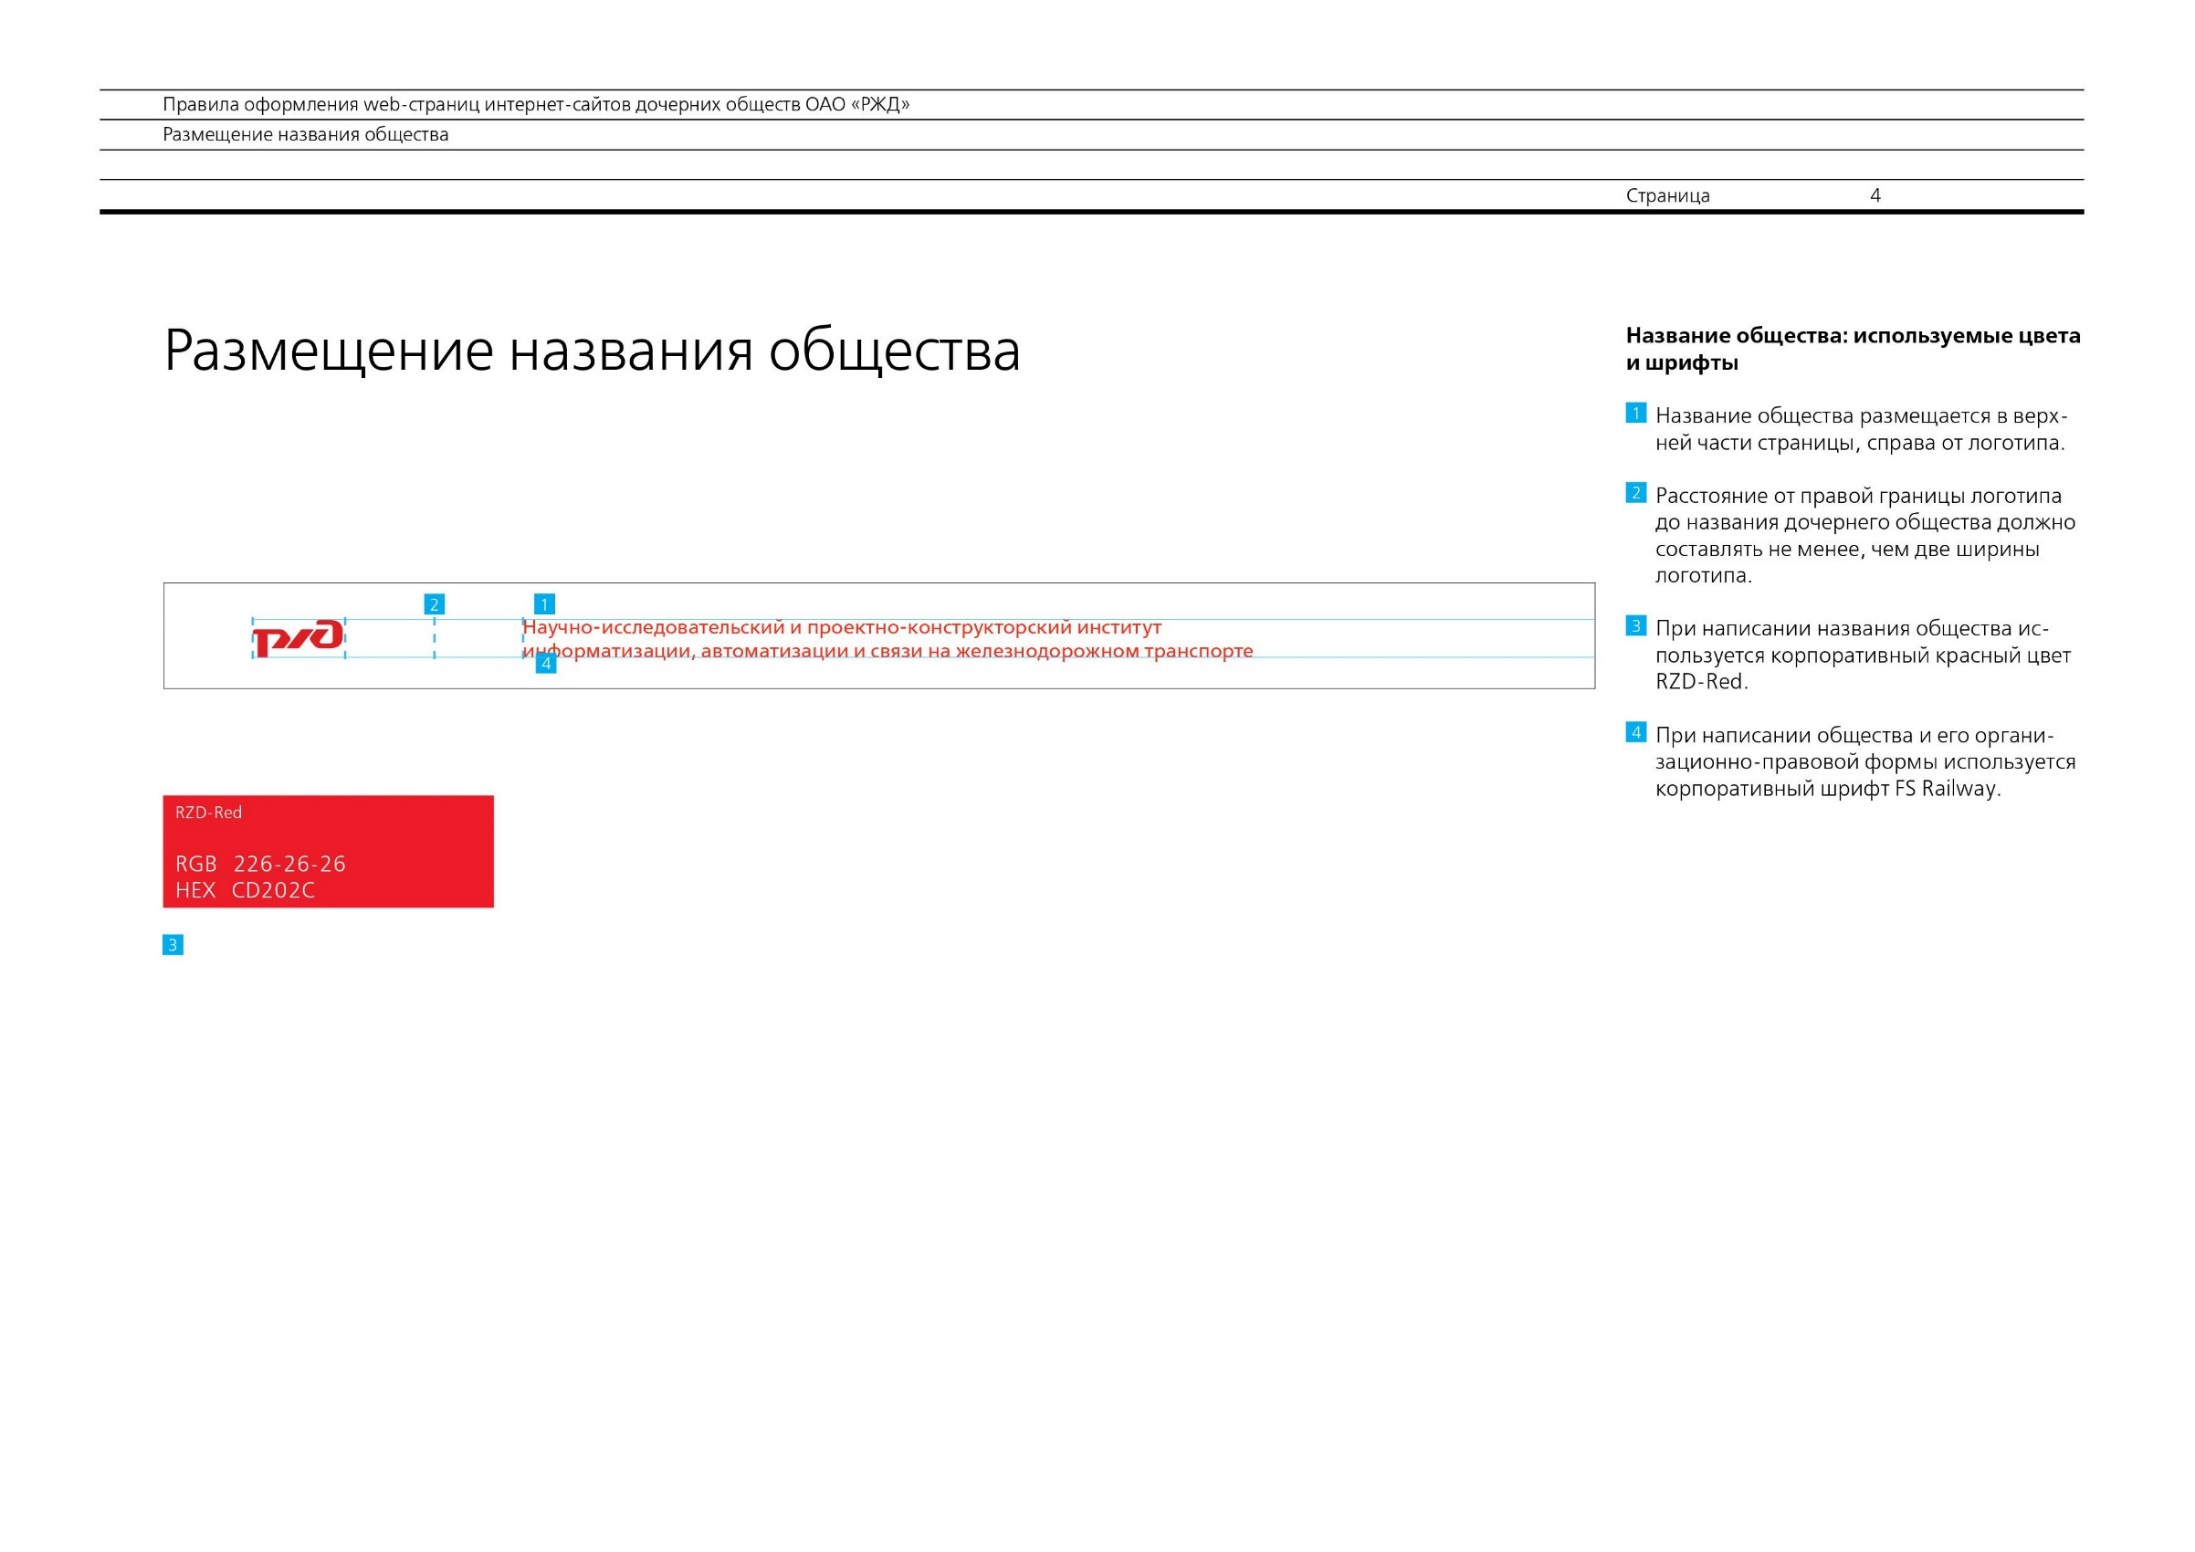 Правила оформления web-страниц интернет-сайтов дочерних обществ ОАО «РЖД»
Размещение названия общества
Страница 4
Размещение названия общества
Название общества: используемые цвета
и шрифты
1 Название общества размещается в верх-
ней части страницы, справа от логотипа.
2 Расстояние от правой границы логотипа
до названия дочернего общества должно
составлять не менее, чем две ширины
логотипа.
3 При написании названия общества ис-
пользуется корпоративный красный цвет
RZD-Red.
4 При написании общества и его органи-
зационно-правовой формы используется
корпоративный шрифт FS Railway.
2 1
ржд
Научно-исследовательский и проектно-конструкторский институт
информатизации, автоматизации и связи на железнодорожном транспорте
4
RZD-Red
RGB 226-26-26
HEX CD202C
3